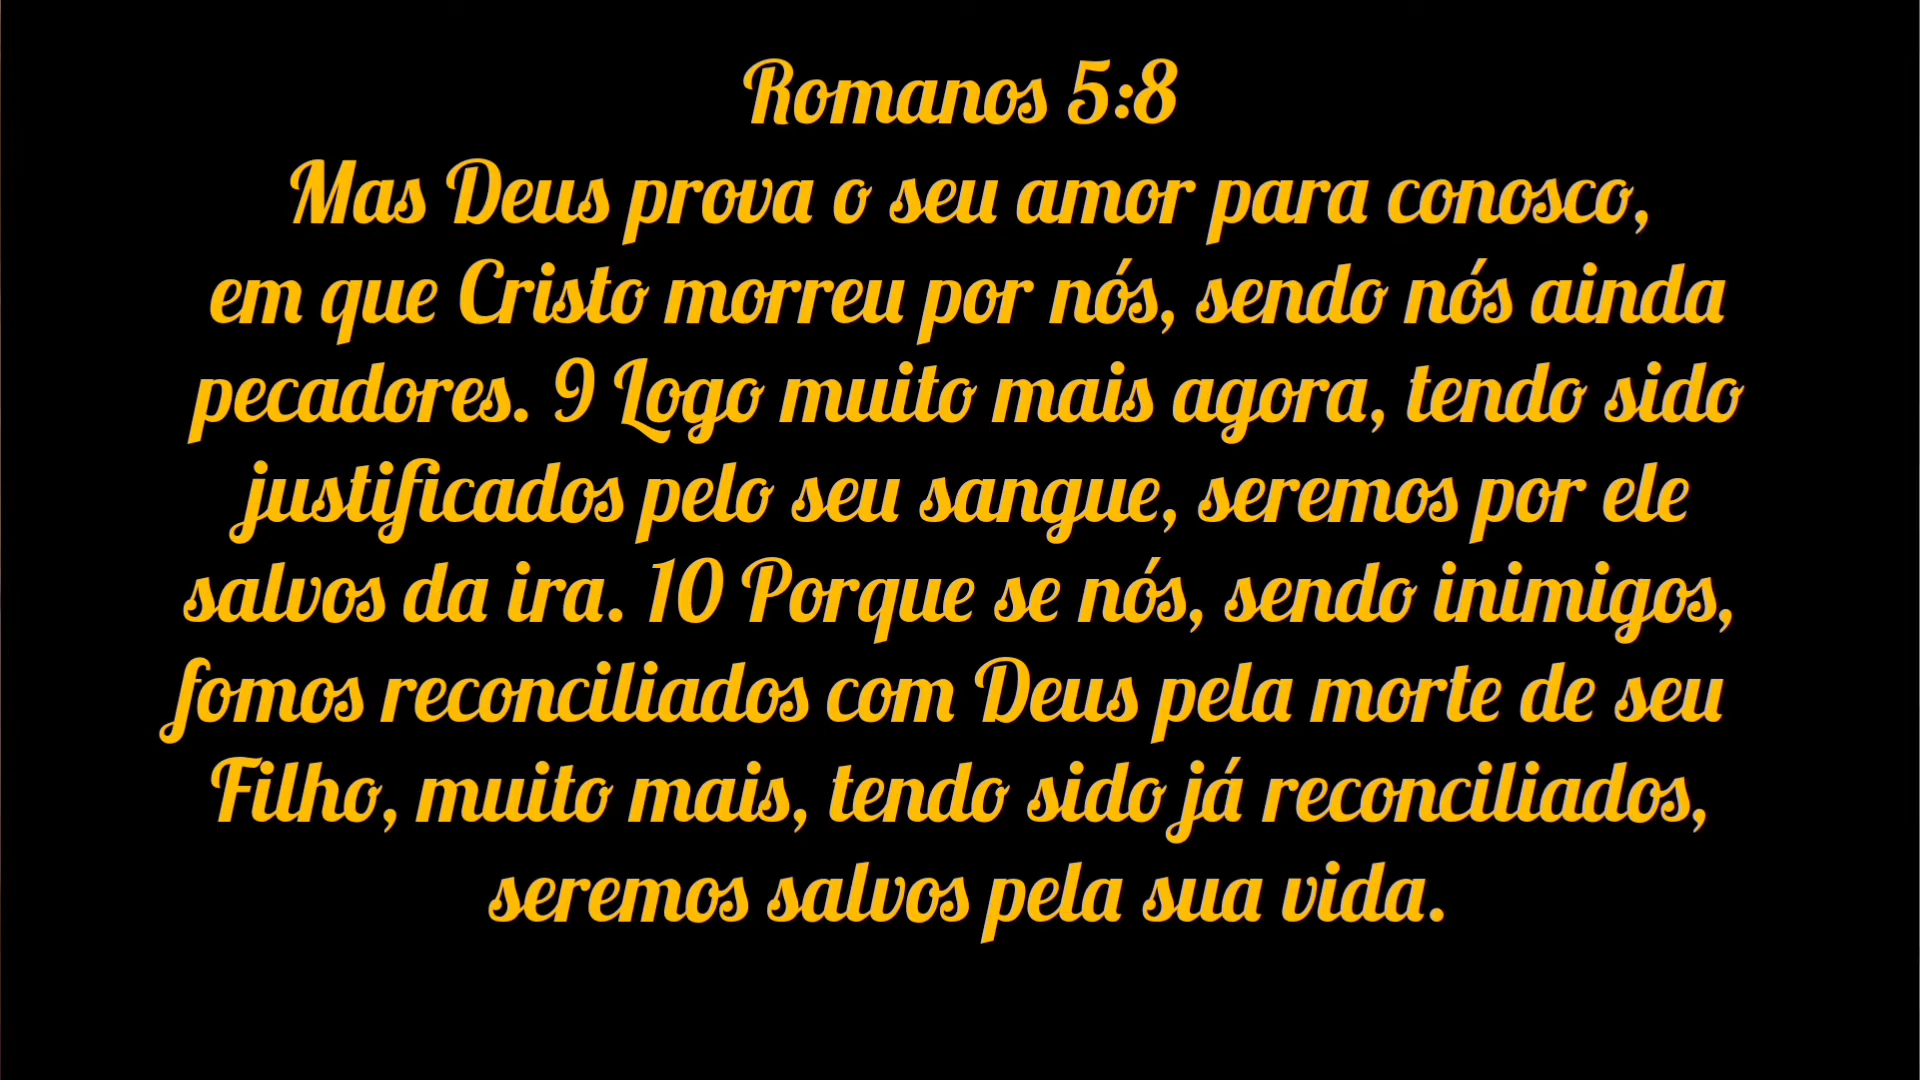 Romanos 5:8
Mas Deus prova o seu amor para conosco,
em que Cristo morreu por nós, sendo nós ainda
pecadores. 9 Logo muito mais agora, tendo sido
justificados pelo seu sangue, seremos por ele
salvos da ira. 10 Porque se nós, sendo inimigos,
fomos reconciliados com Deus pela morte de seu
Filho, muito mais, tendo sido já reconciliados,
seremos salvos pela sua vida.